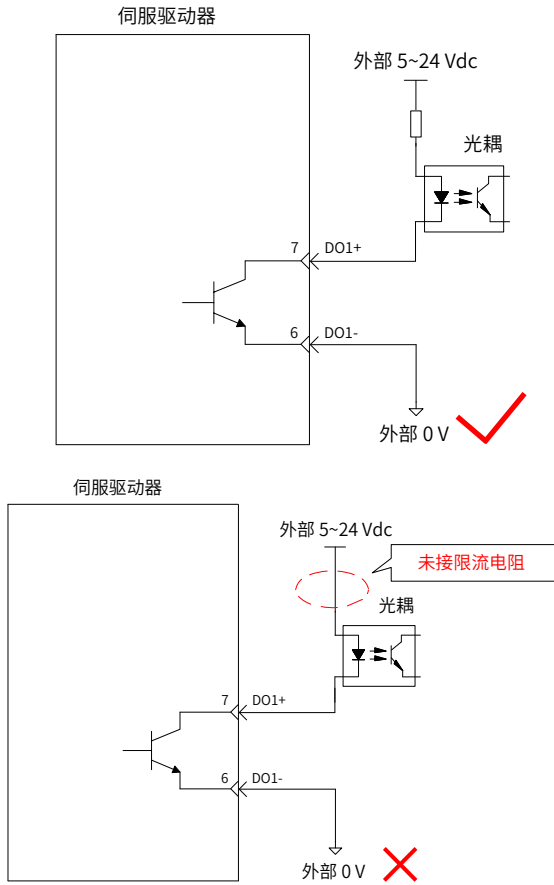 伺服驱动器
外部 5~24 Vdc
光耦
7 DO1+
6 DO1-
外部 0 V
伺服驱动器
外部 5~24 Vdc
未接限流电阻
光耦
7 DO1+
6 DO1-
外部 0 V